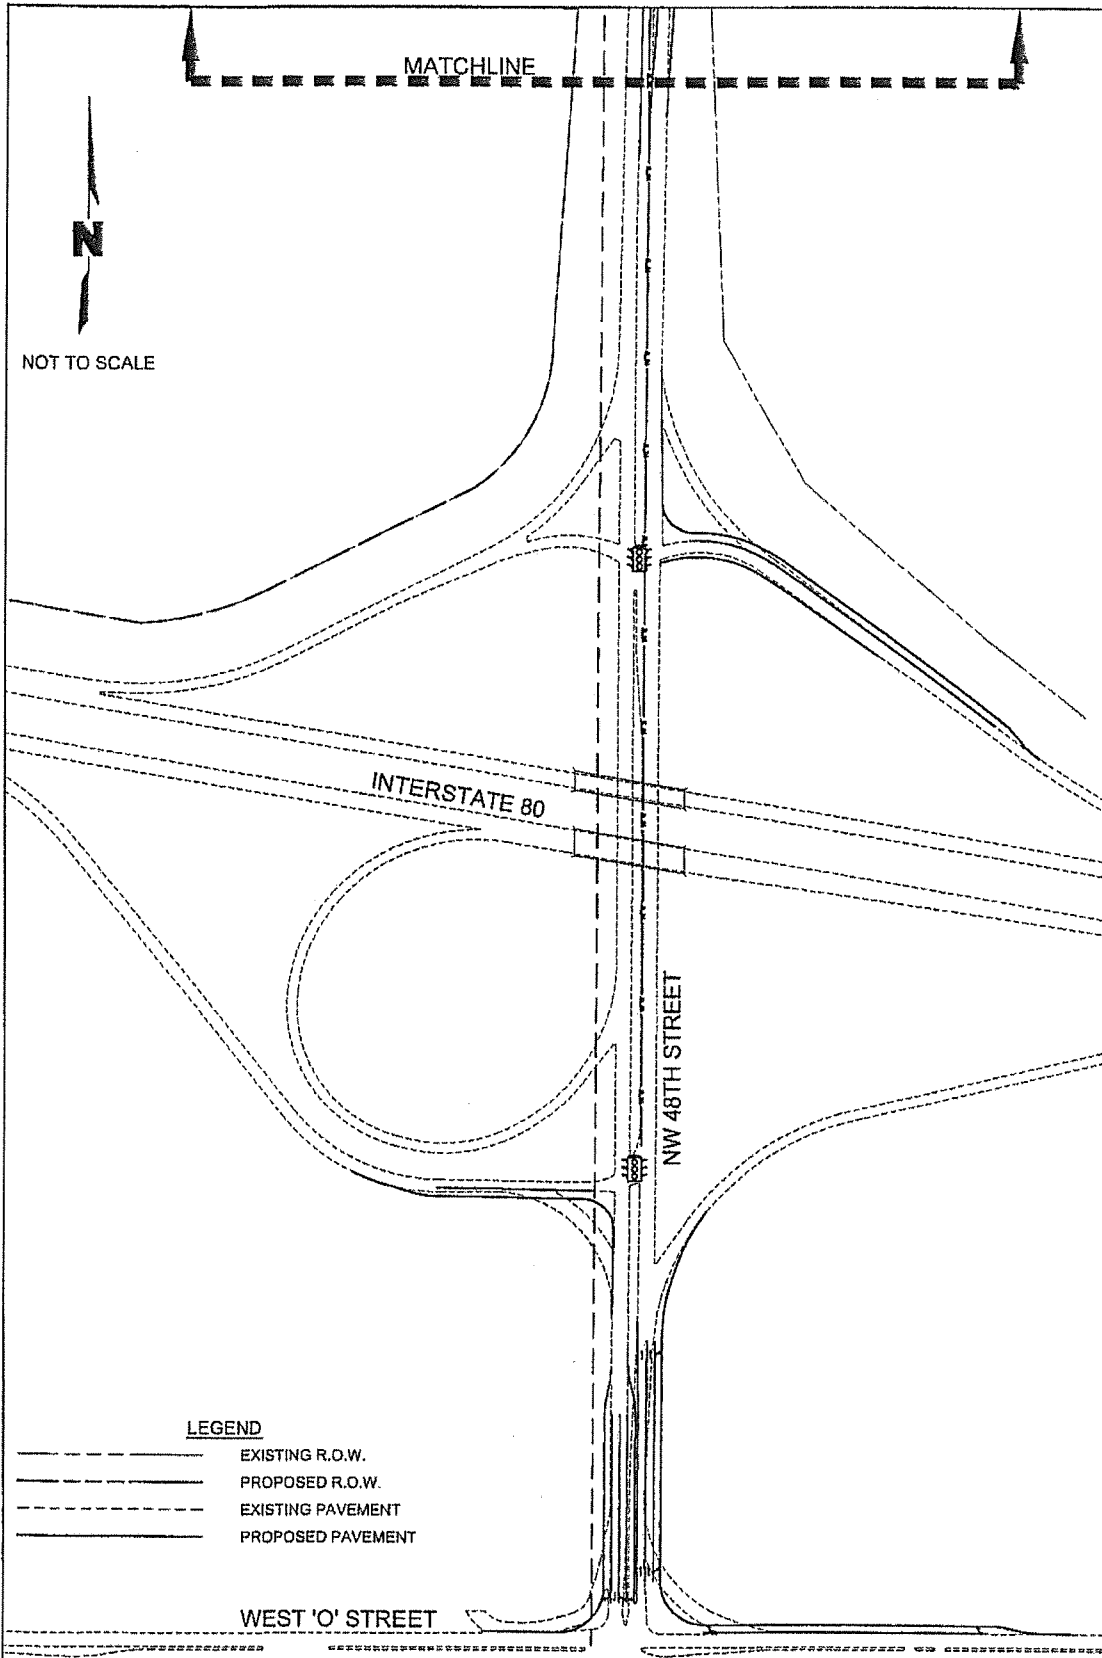 MATCHLINE
N
NOT TO SCALE
INTERSTATE 80
NW 48TH STREET
LEGEND
EXISTING R.O.W.
PROPOSED R.O.W.
EXISTING PAVEMENT
PROPOSED PAVEMENT
WEST 'O' STREET